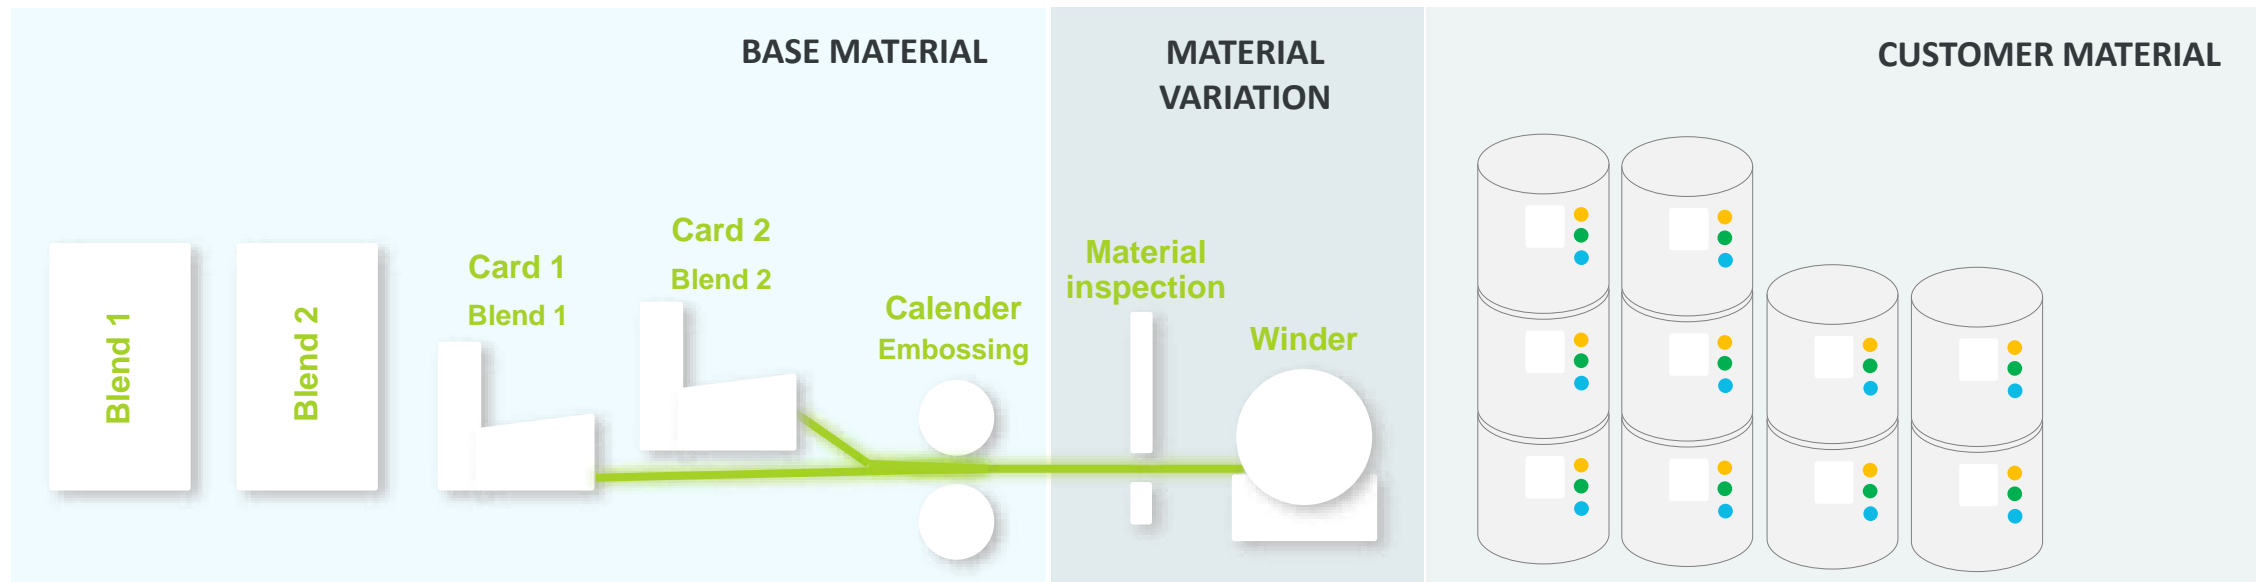 BASE MATERIAL
MATERIAL
VARIATION
CUSTOMER MATERIAL
Blend 1
Blend 2
Card 1
Blend 1
Card 2
Blend 2
Calender
Embossing
Material
inspection
Winder